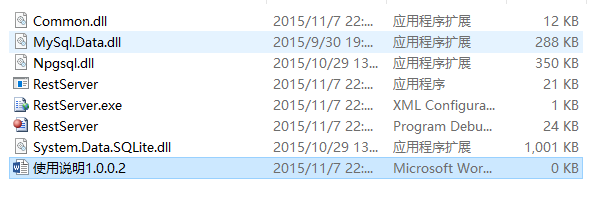 Common.dll 2015/11/7 22:... 应用程序扩展 12 KB
MySql.Data.dll 2015/9/30 19:... 应用程序扩展 288 KB
Npgsql.dll 2015/10/29 13... 应用程序扩展 350 KB
RestServer 2015/11/7 22:... 应用程序 21 KB
RestServer.exe 2015/11/7 22:... XML Configura... 1 KB
RestServer 2015/11/7 22:... Program Debu... 24 KB
System.Data.SQLite.dll 2015/10/29 13... 应用程序扩展 1,001 KB
使用说明1.0.0.2 2015/11/7 22:... Microsoft Wor... 0 KB